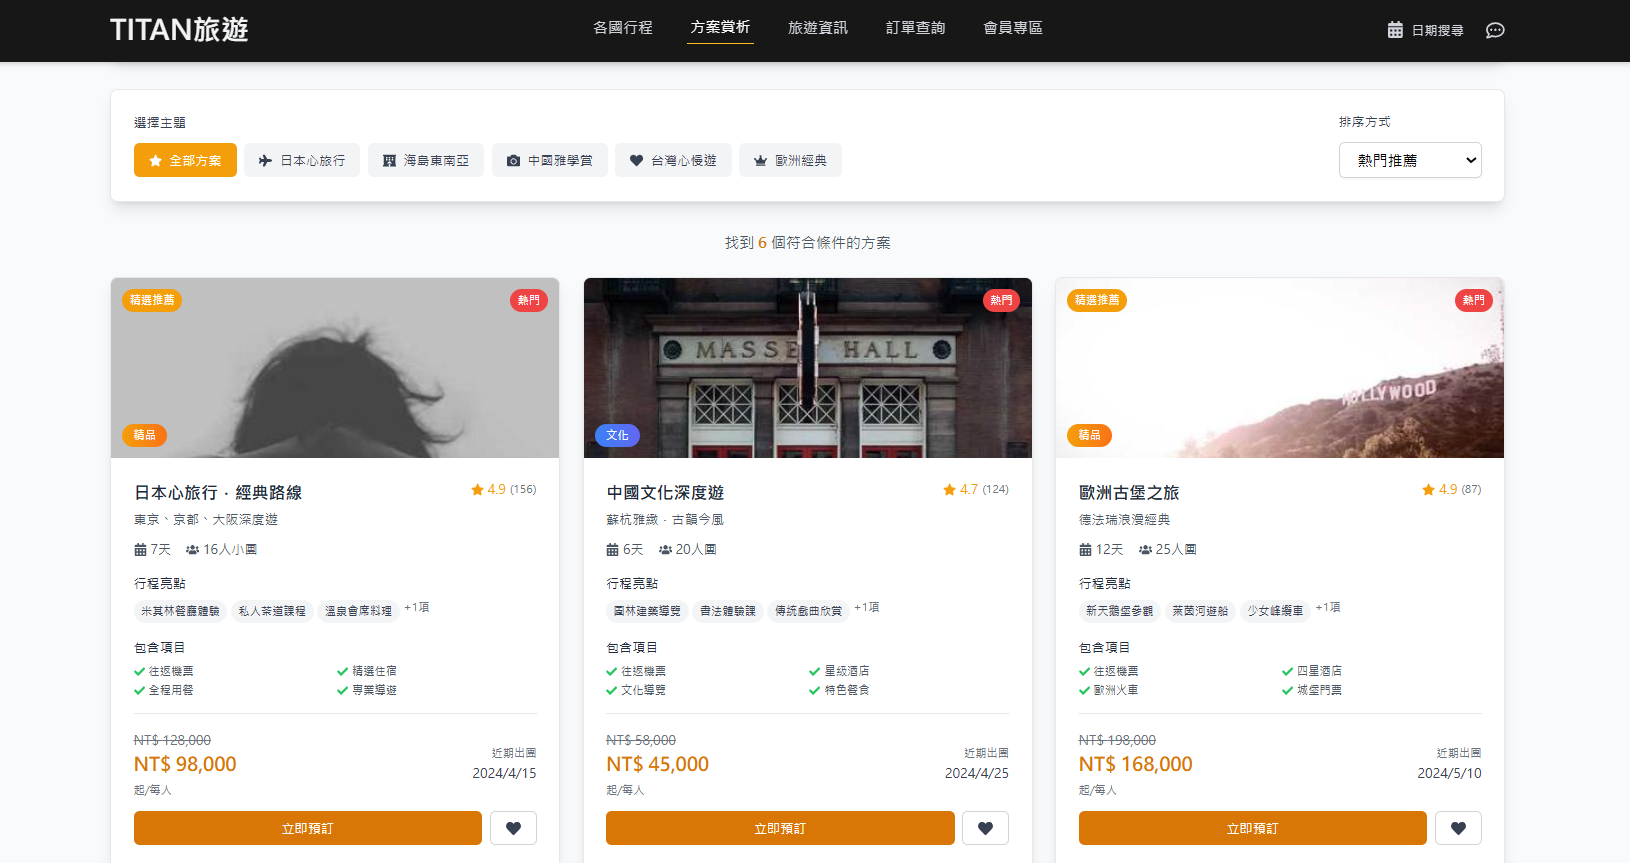 TITAN旅遊
各國行程 方案賞析 旅遊資訊 訂單查詢 會員專區 日期搜尋
選擇主題 排序方式
全部方案 日本心旅行 海島東南亞 中國雅學賞 台灣心慢遊 歐洲經典 熱門推薦
找到 6 個符合條件的方案
精選推薦 熱門
MASSE HALL
精品
日本心旅行 · 經典路線 4.9 (156)
東京、京都、大阪深度遊
7天 16人小團
行程亮點
米其林餐廳體驗 私人茶道課程 溫泉會席料理 +1項
包含項目
往返機票 精選住宿
全程用餐 專業導遊
NT$ 128,000
NT$ 98,000
起/每人
近期出團
2024/4/15
立即預訂
熱門
文化
中國文化深度遊 4.7 (124)
蘇杭雅緻 · 古韻今風
6天 20人團
行程亮點
園林建築導覽 書法體驗課 傳統戲曲欣賞 +1項
包含項目
往返機票 星級酒店
文化導覽 特色餐食
NT$ 58,000
NT$ 45,000
起/每人
近期出團
2024/4/25
立即預訂
精選推薦 熱門
HOLLYWOOD
精品
歐洲古堡之旅 4.9 (87)
德法瑞浪漫經典
12天 25人團
行程亮點
新天鵝堡參觀 萊茵河遊船 少女峰纜車 +1項
包含項目
往返機票 四星酒店
歐洲火車 城堡門票
NT$ 198,000
NT$ 168,000
起/每人
近期出團
2024/5/10
立即預訂